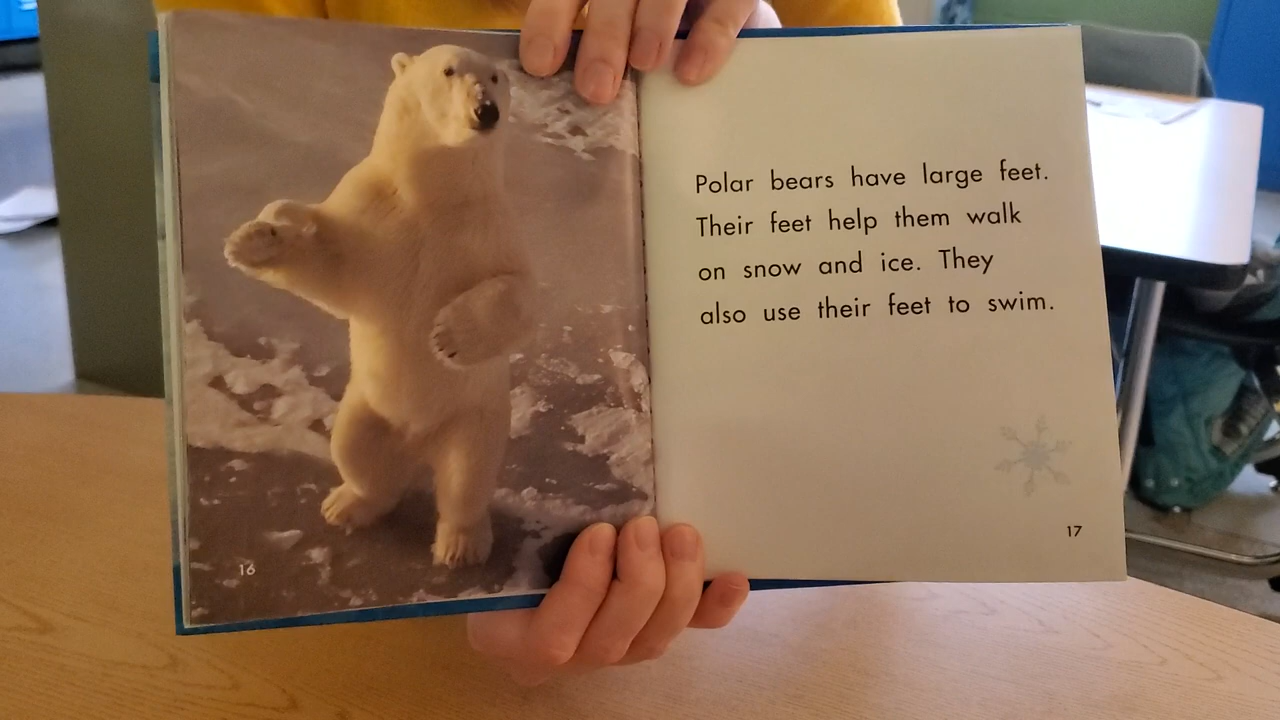 Polar bears have large feet.
Their feet help them walk
on snow and ice. They
also use their feet to swim.
16
17